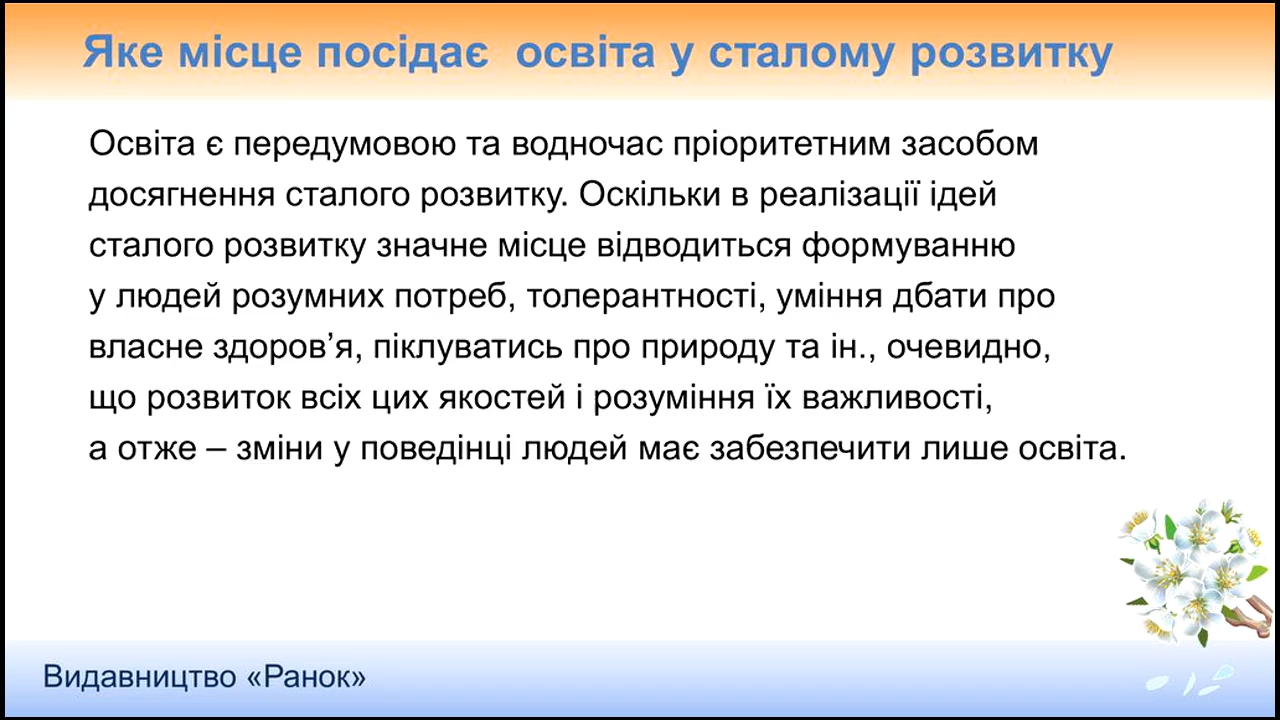 Яке місце посідає  освіта у сталому розвитку
Освіта є передумовою та водночас пріоритетним засобом
досягнення сталого розвитку. Оскільки в реалізації ідей
сталого розвитку значне місце відводиться формуванню
у людей розумних потреб, толерантності, уміння дбати про
власне здоров’я, піклуватись про природу та ін., очевидно,
що розвиток всіх цих якостей і розуміння їх важливості,
а отже – зміни у поведінці людей має забезпечити лише освіта.
Видавництво «Ранок»